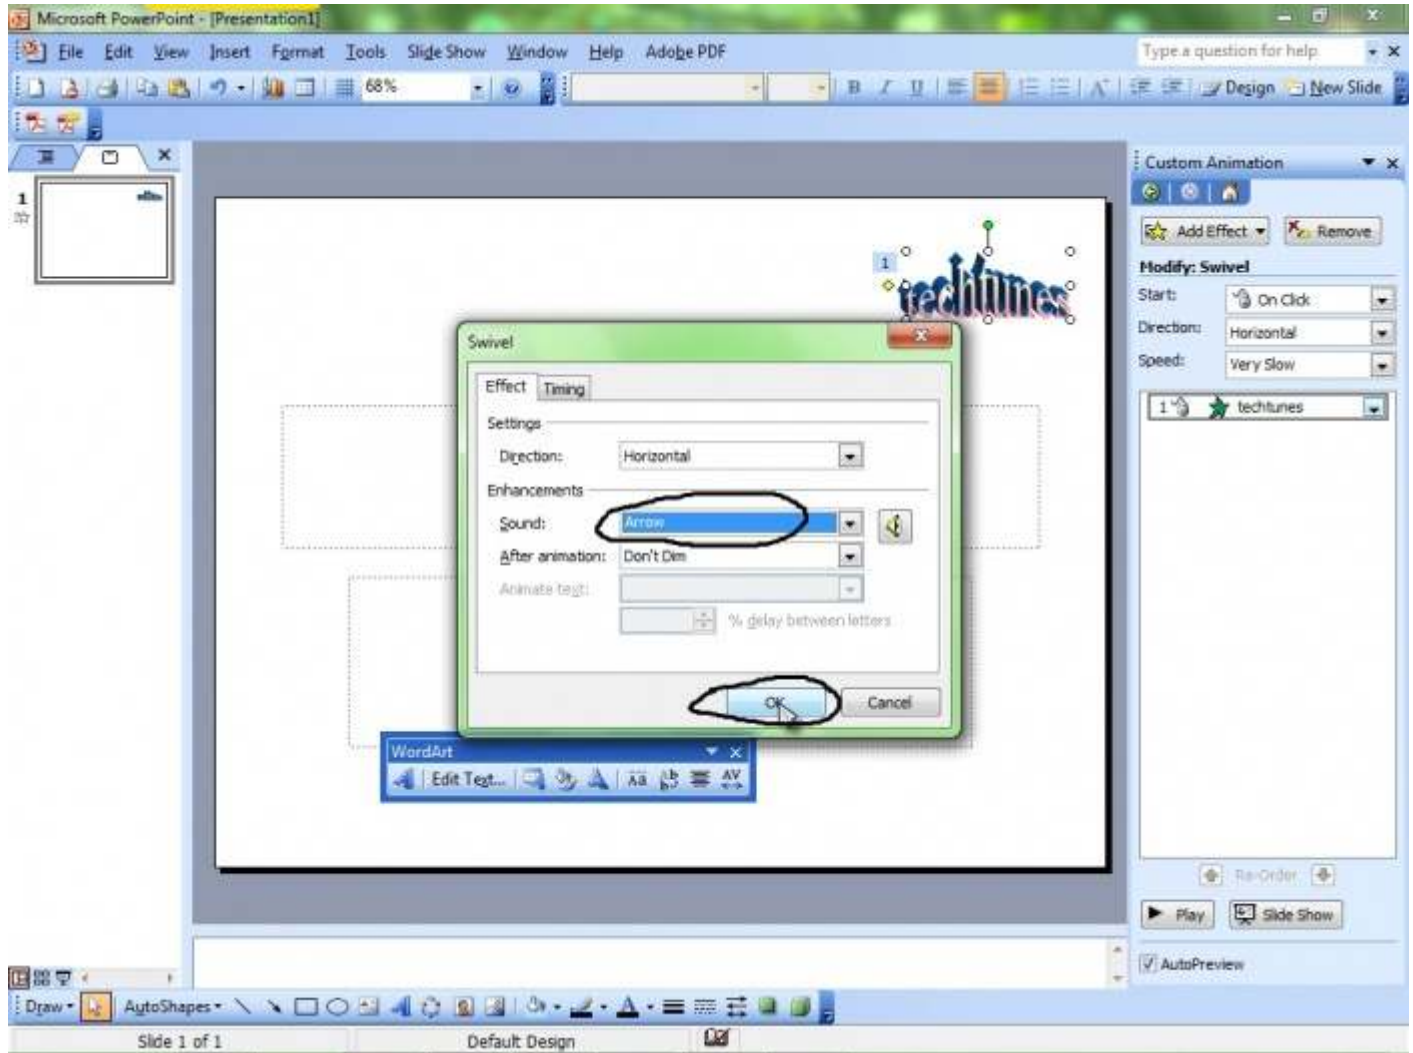 Microsoft PowerPoint - [Presentation1]
File Edit View Insert Format Tools Slide Show Window Help Adobe PDF Type a question for help
68% B I U Design New Slide
Custom Animation
1
Add Effect Remove
techtunes
1
Modify: Swivel
Start: On Click
Direction: Horizontal
Speed: Very Slow
1 techtunes
Swivel
Effect Timing
Settings
Direction: Horizontal
Enhancements
Sound: Arrow
After animation: Don't Dim
Animate text:
% delay between letters
OK Cancel
WordArt
Edit Text... Aa AV
Re-Order
Play Slide Show
AutoPreview
Draw AutoShapes A
Slide 1 of 1 Default Design